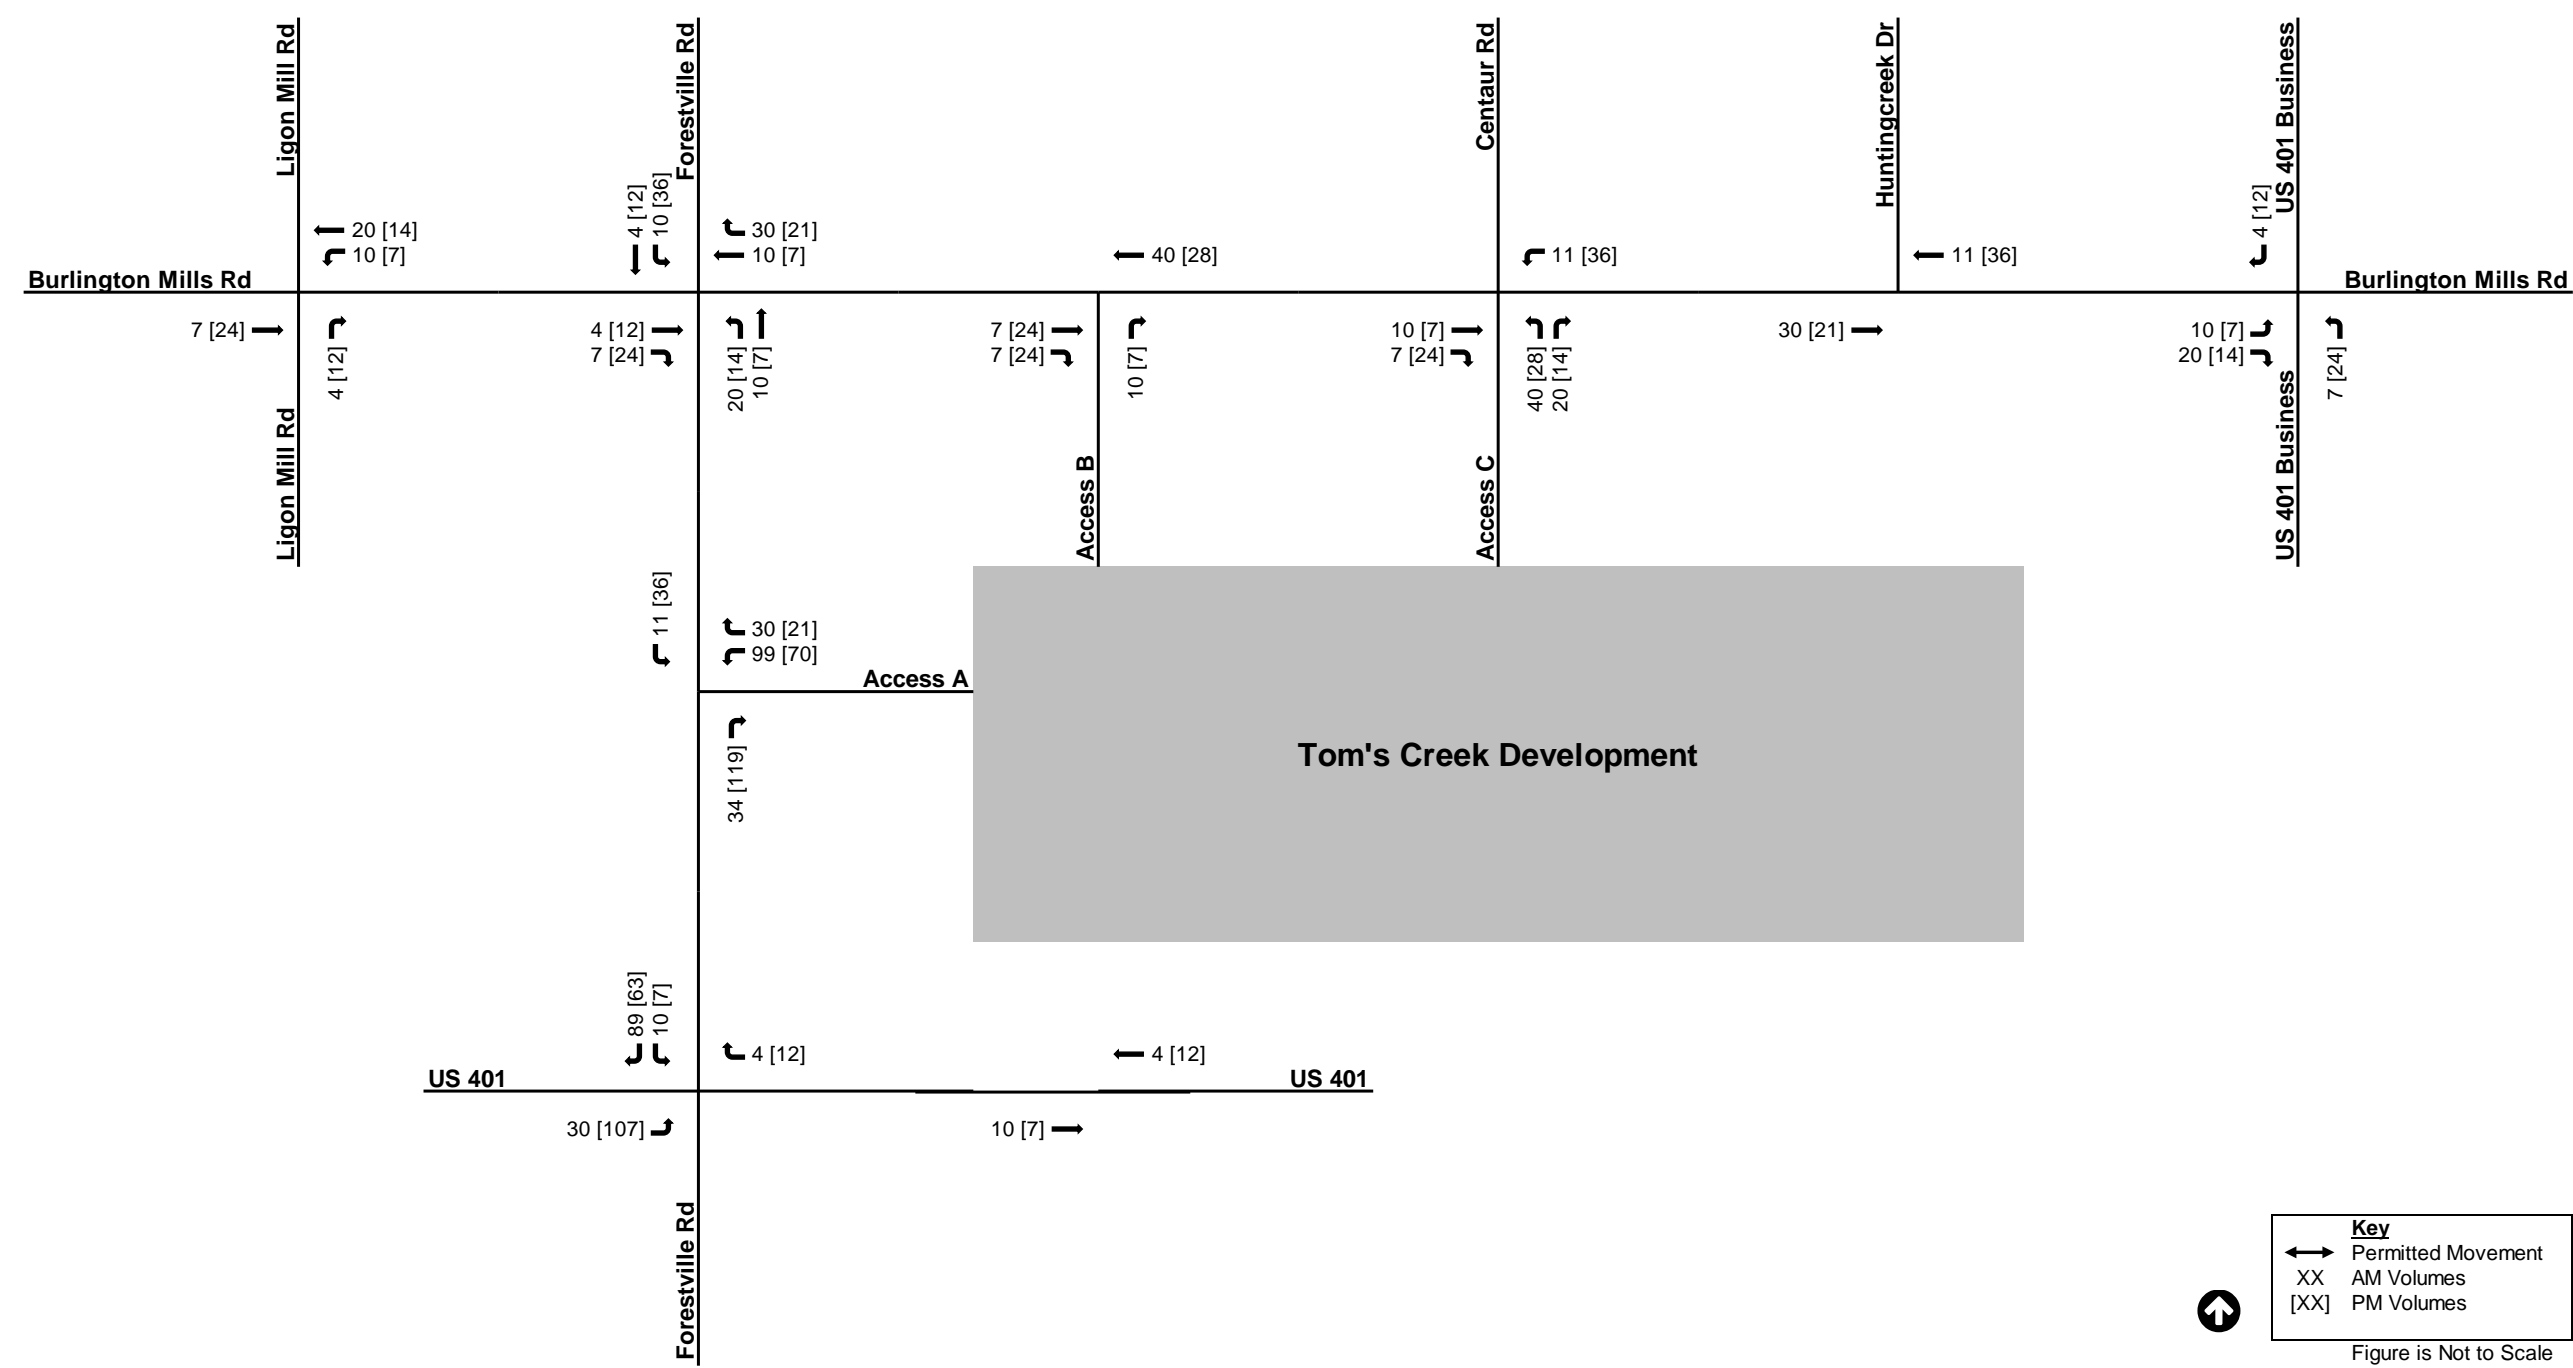 Ligon Mill Rd
Forestville Rd
Centaur Rd
Huntingcreek Dr
US 401 Business
4 [12]
10 [36]
4 [12]
20 [14]
10 [7]
30 [21]
10 [7]
40 [28]
11 [36]
11 [36]
Burlington Mills Rd
Burlington Mills Rd
7 [24]
4 [12]
4 [12]
7 [24]
20 [14]
10 [7]
7 [24]
7 [24]
10 [7]
10 [7]
7 [24]
40 [28]
20 [14]
30 [21]
10 [7]
20 [14]
7 [24]
Ligon Mill Rd
Access B
Access C
US 401 Business
11 [36]
30 [21]
99 [70]
Access A
34 [119]
Tom's Creek Development
89 [63]
10 [7]
4 [12]
4 [12]
US 401
US 401
30 [107]
10 [7]
Forestville Rd
Key
Permitted Movement
XX AM Volumes
[XX] PM Volumes
Figure is Not to Scale